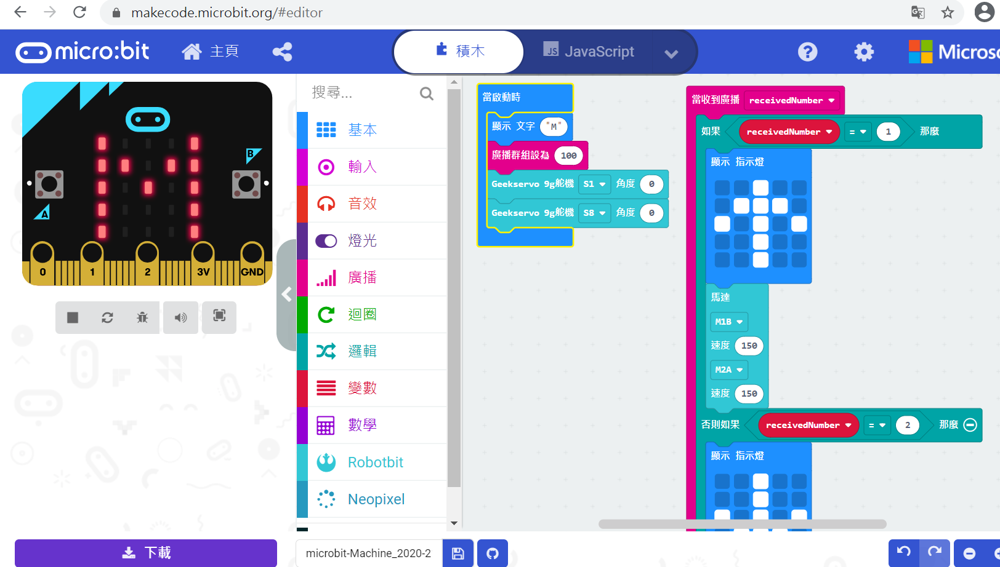 makecode.microbit.org/#editor
micro:bit
主頁
積木
JS JavaScript
Microso
B
A
0 1 2 3V GND
搜尋...
基本
輸入
音效
燈光
廣播
迴圈
邏輯
變數
數學
Robotbit
Neopixel
當啟動時
顯示 文字 "M"
廣播群組設為 100
Geekservo 9g舵機 S1 角度 0
Geekservo 9g舵機 S8 角度 0
當收到廣播 receivedNumber
如果 receivedNumber = 1 那麼
顯示 指示燈
馬達
M1B
速度 150
M2A
速度 150
否則如果 receivedNumber = 2 那麼
顯示 指示燈
下載
microbit-Machine_2020-2